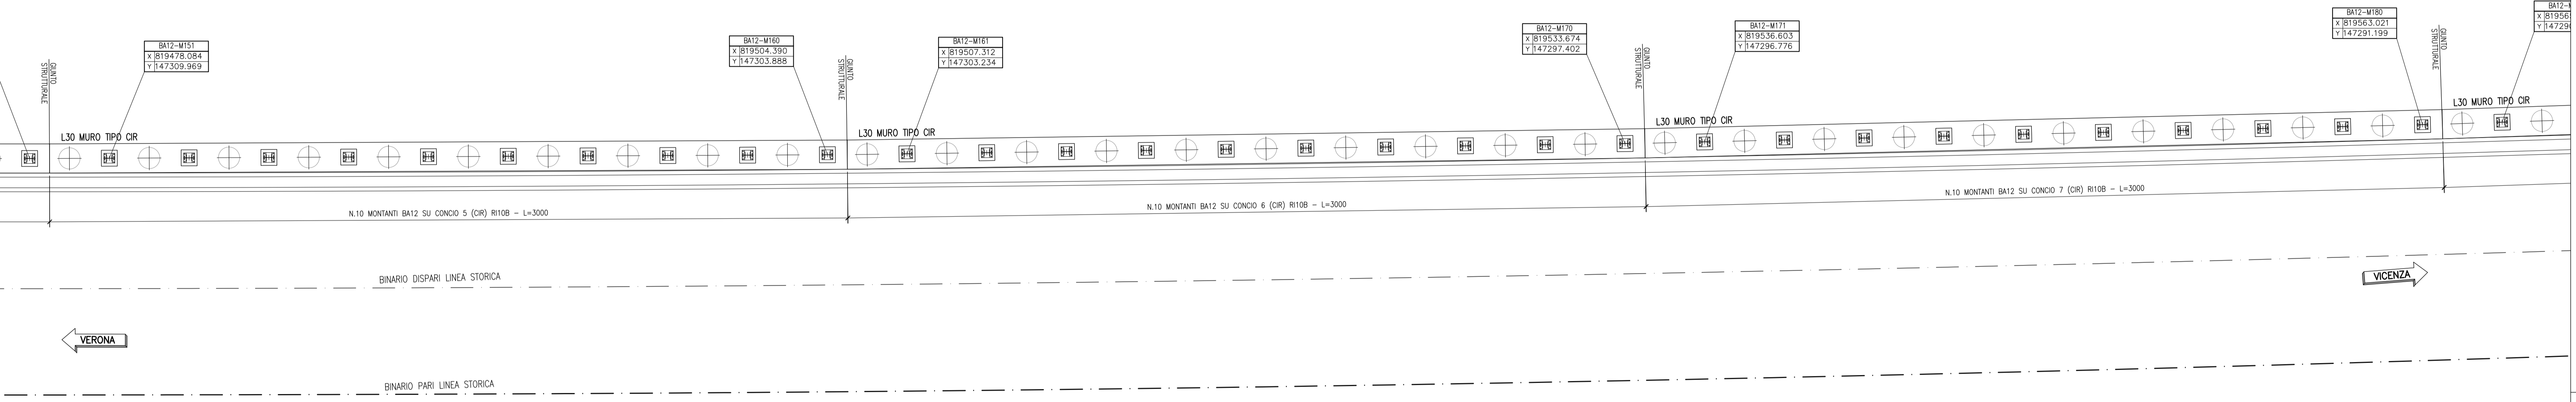 BA12-M151
X 819478.084
Y 147309.969
BA12-M160
X 819504.390
Y 147303.888
BA12-M161
X 819507.312
Y 147303.234
BA12-M170
X 819533.674
Y 147297.402
BA12-M171
X 819536.603
Y 147296.776
BA12-M180
X 819563.021
Y 147291.199
X 81956
Y 14729
GIUNTO
STRUTTURALE
GIUNTO
STRUTTURALE
GIUNTO
STRUTTURALE
GIUNTO
STRUTTURALE
L30 MURO TIPO CIR
L30 MURO TIPO CIR
L30 MURO TIPO CIR
L30 MURO TIPO CIR
N.10 MONTANTI BA12 SU CONCIO 5 (CIR) RI10B - L=3000
N.10 MONTANTI BA12 SU CONCIO 6 (CIR) RI10B - L=3000
N.10 MONTANTI BA12 SU CONCIO 7 (CIR) RI10B - L=3000
BINARIO DISPARI LINEA STORICA
VICENZA
VERONA
BINARIO PARI LINEA STORICA